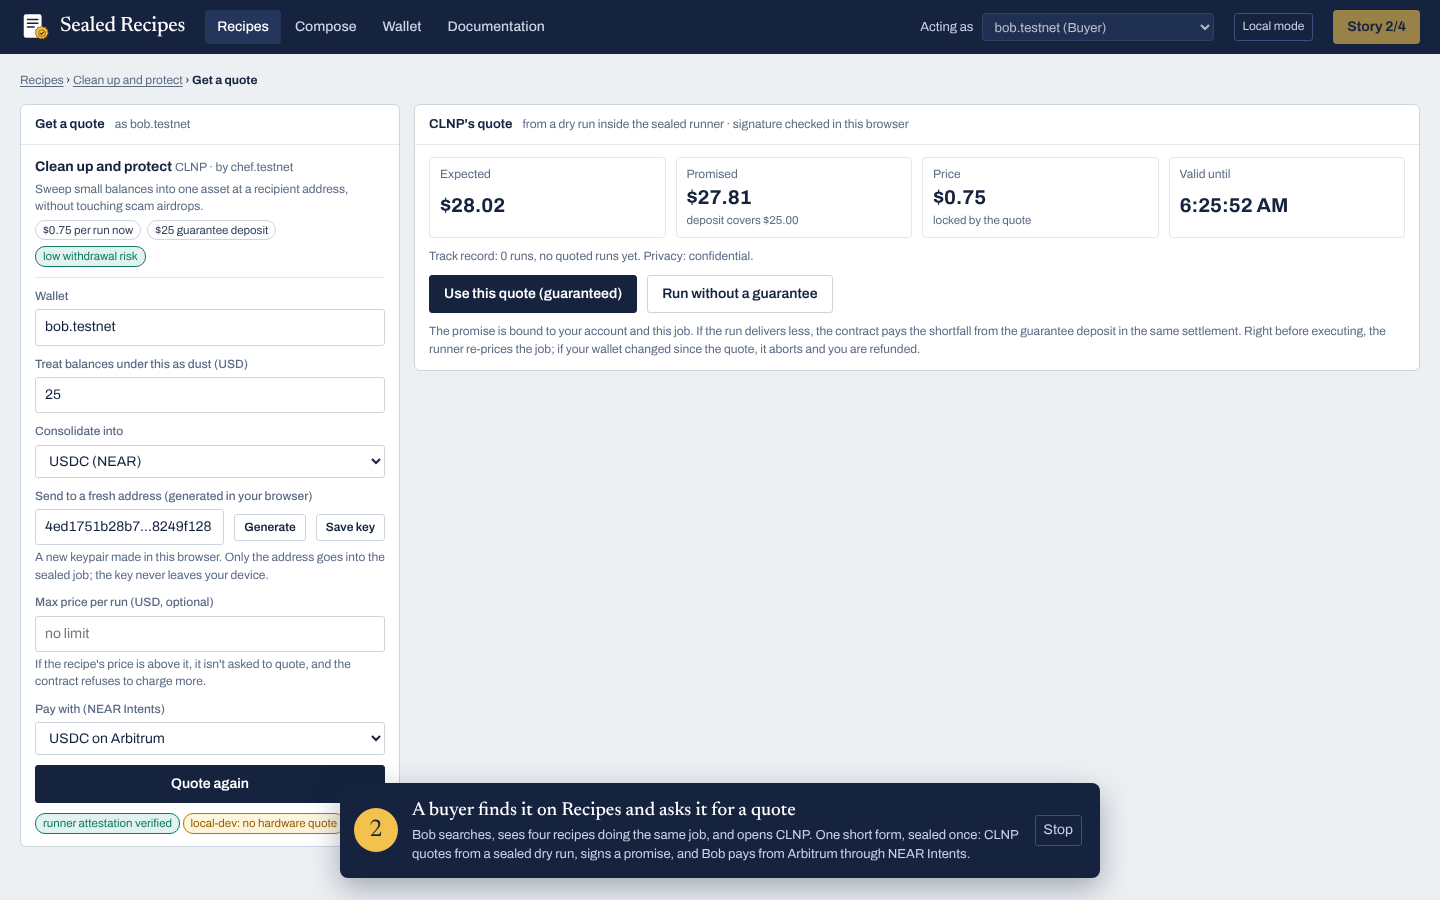 Sealed Recipes
Recipes
Compose
Wallet
Documentation
Acting as
bob.testnet (Buyer)
Local mode
Story 2/4
Recipes › Clean up and protect › Get a quote
Get a quote as bob.testnet
Clean up and protect CLNP · by chef.testnet
Sweep small balances into one asset at a recipient address,
without touching scam airdrops.
$0.75 per run now
$25 guarantee deposit
low withdrawal risk
Wallet
bob.testnet
Treat balances under this as dust (USD)
25
Consolidate into
USDC (NEAR)
Send to a fresh address (generated in your browser)
4ed1751b28b7...8249f128
Generate
Save key
A new keypair made in this browser. Only the address goes into the
sealed job; the key never leaves your device.
Max price per run (USD, optional)
no limit
If the recipe's price is above it, it isn't asked to quote, and the
contract refuses to charge more.
Pay with (NEAR Intents)
USDC on Arbitrum
Quote again
runner attestation verified
local-dev: no hardware quote
CLNP's quote from a dry run inside the sealed runner · signature checked in this browser
Expected
$28.02
Promised
$27.81
deposit covers $25.00
Price
$0.75
locked by the quote
Valid until
6:25:52 AM
Track record: 0 runs, no quoted runs yet. Privacy: confidential.
Use this quote (guaranteed)
Run without a guarantee
The promise is bound to your account and this job. If the run delivers less, the contract pays the shortfall from the guarantee deposit in the same settlement. Right before executing, the
runner re-prices the job; if your wallet changed since the quote, it aborts and you are refunded.
2
A buyer finds it on Recipes and asks it for a quote
Bob searches, sees four recipes doing the same job, and opens CLNP. One short form, sealed once: CLNP
quotes from a sealed dry run, signs a promise, and Bob pays from Arbitrum through NEAR Intents.
Stop